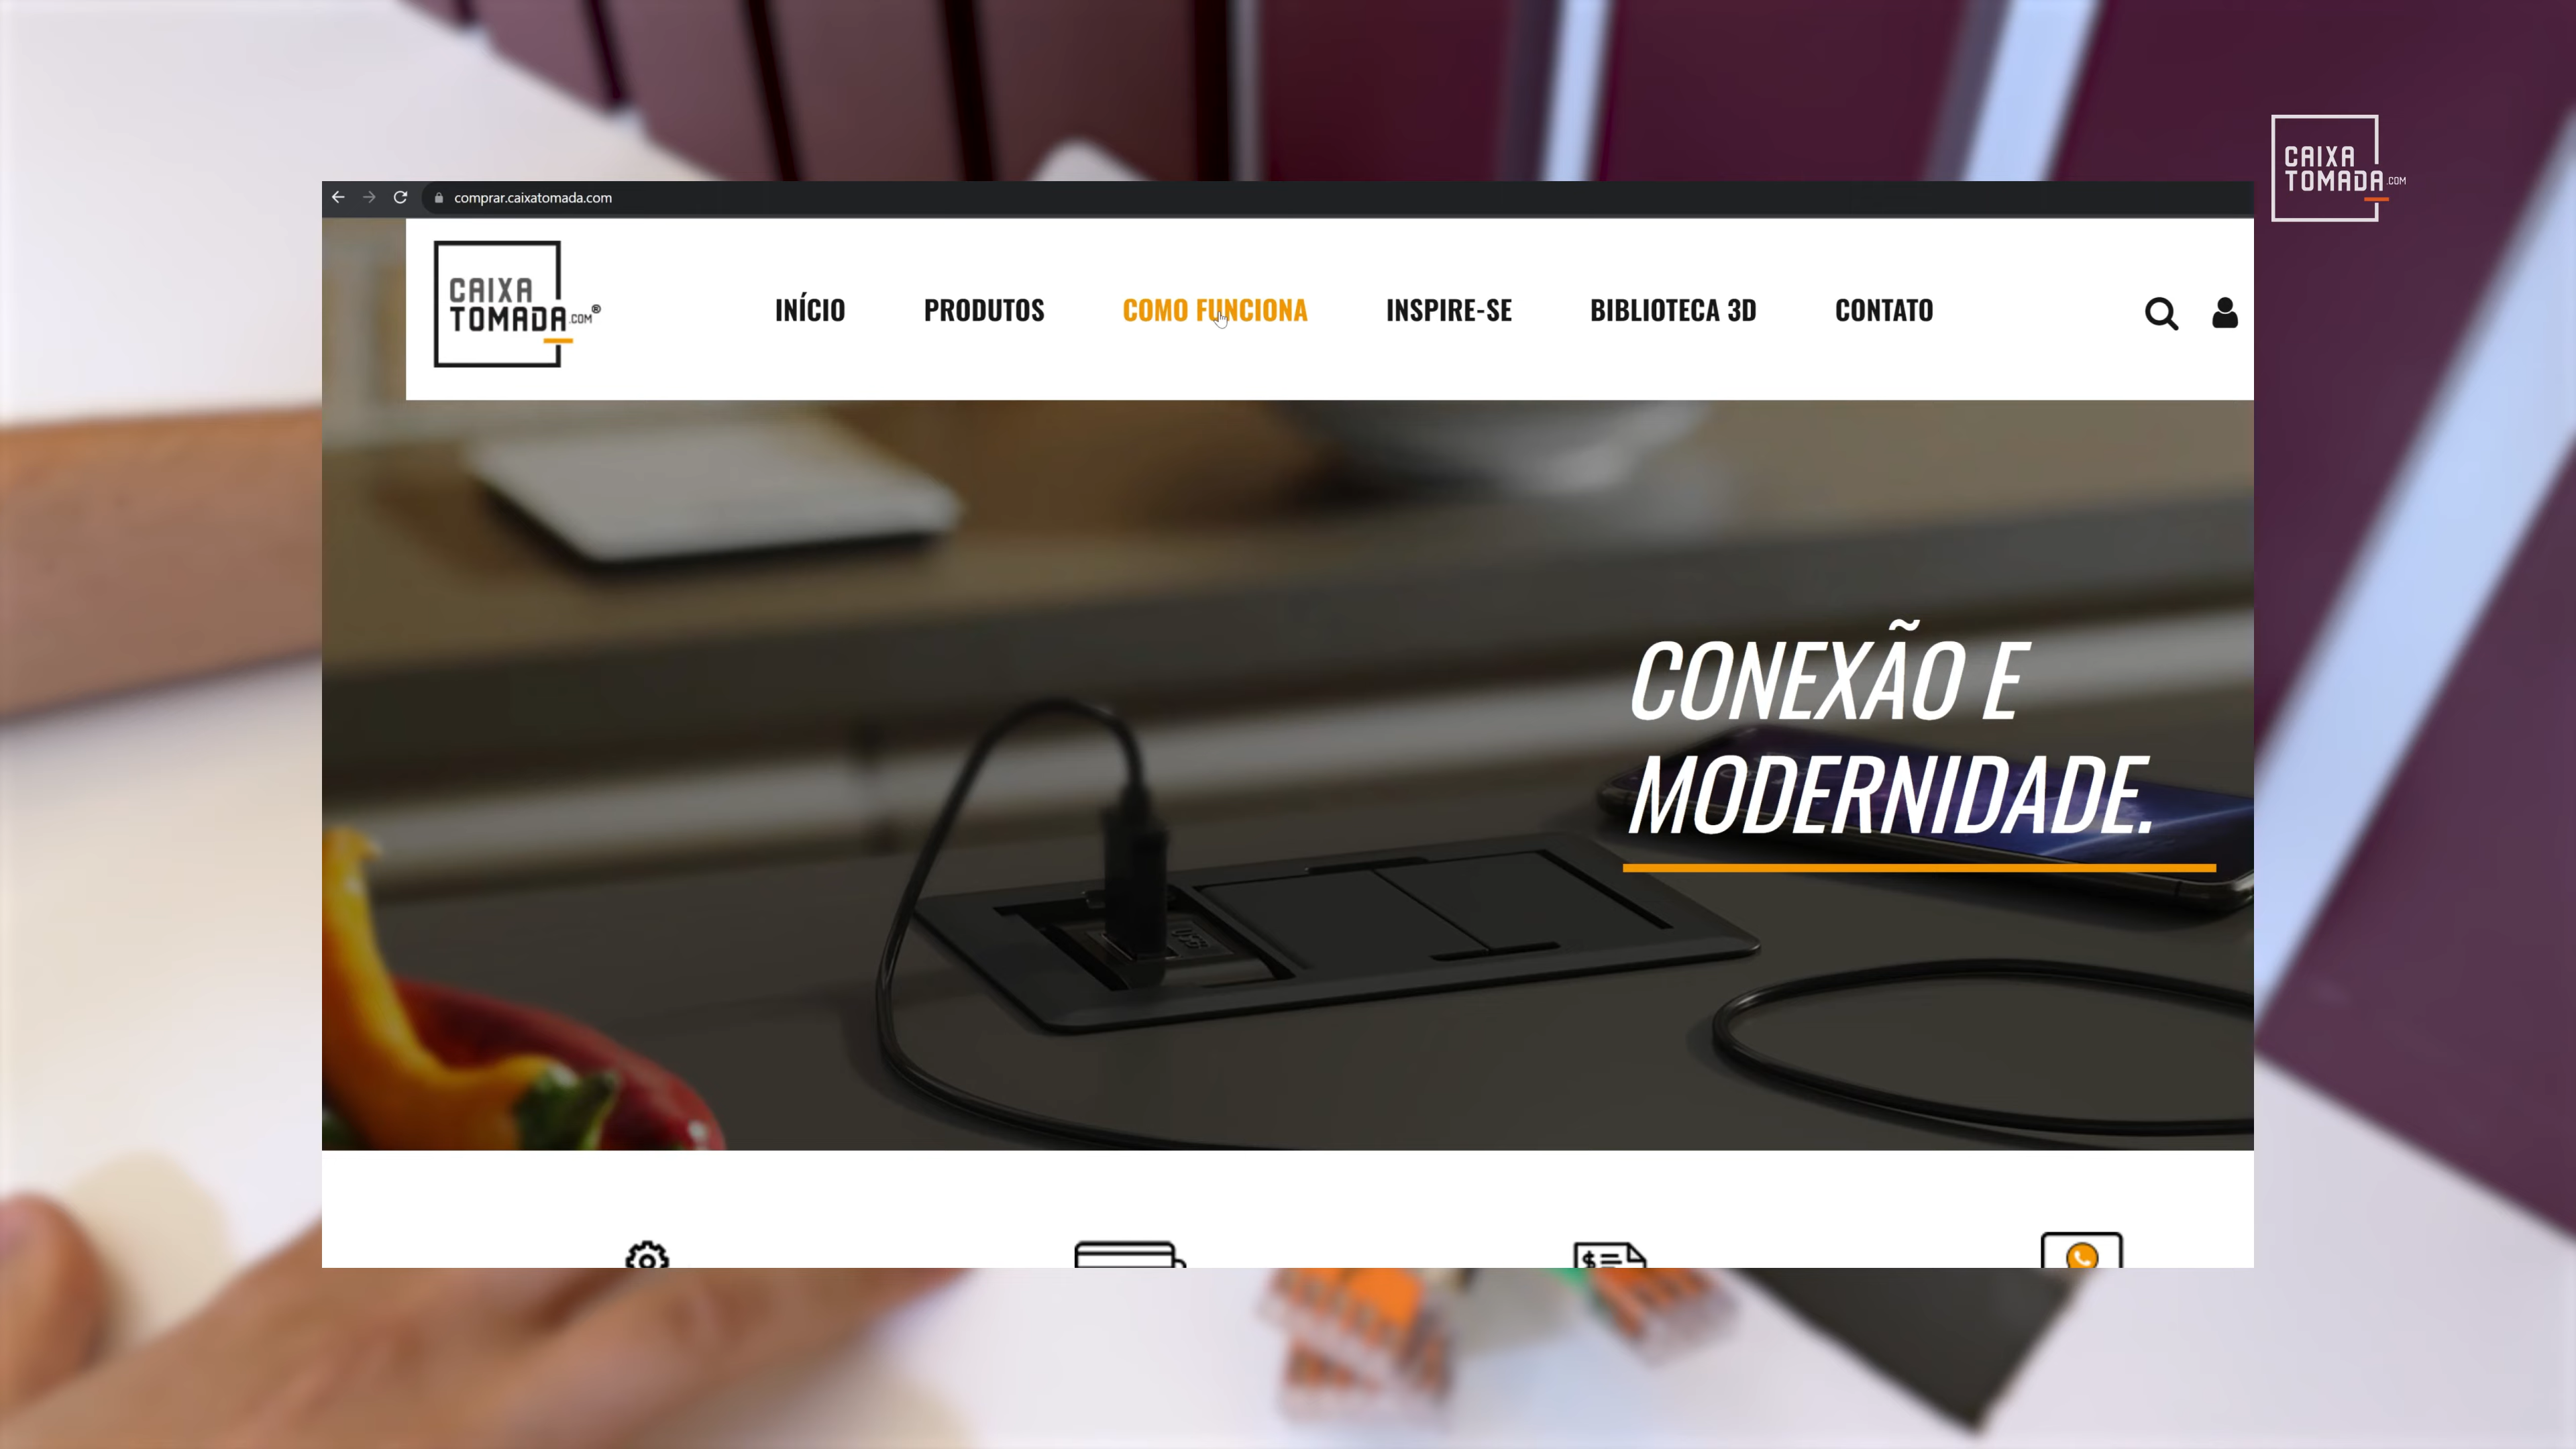 comprar.caixatomada.com
CAIXA
TOMADA.COM
CAIXA
TOMADA.COM®
INÍCIO PRODUTOS COMO FUNCIONA INSPIRE-SE BIBLIOTECA 3D CONTATO
CONEXÃO E
MODERNIDADE.
USB